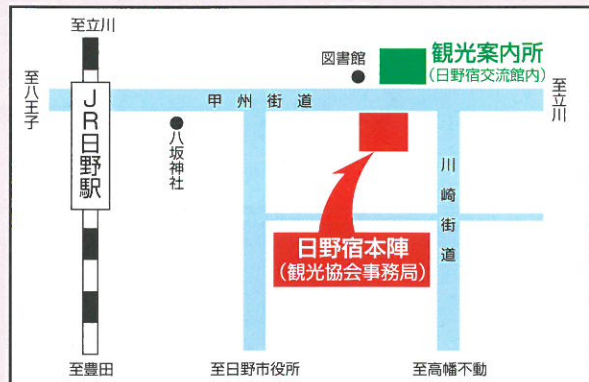 至立川
図書館
観光案内所
(日野宿交流館内)
至八王子
至立川
甲州街道
JR日野駅
八坂神社
川崎街道
日野宿本陣
(観光協会事務局)
至豊田
至日野市役所
至高幡不動